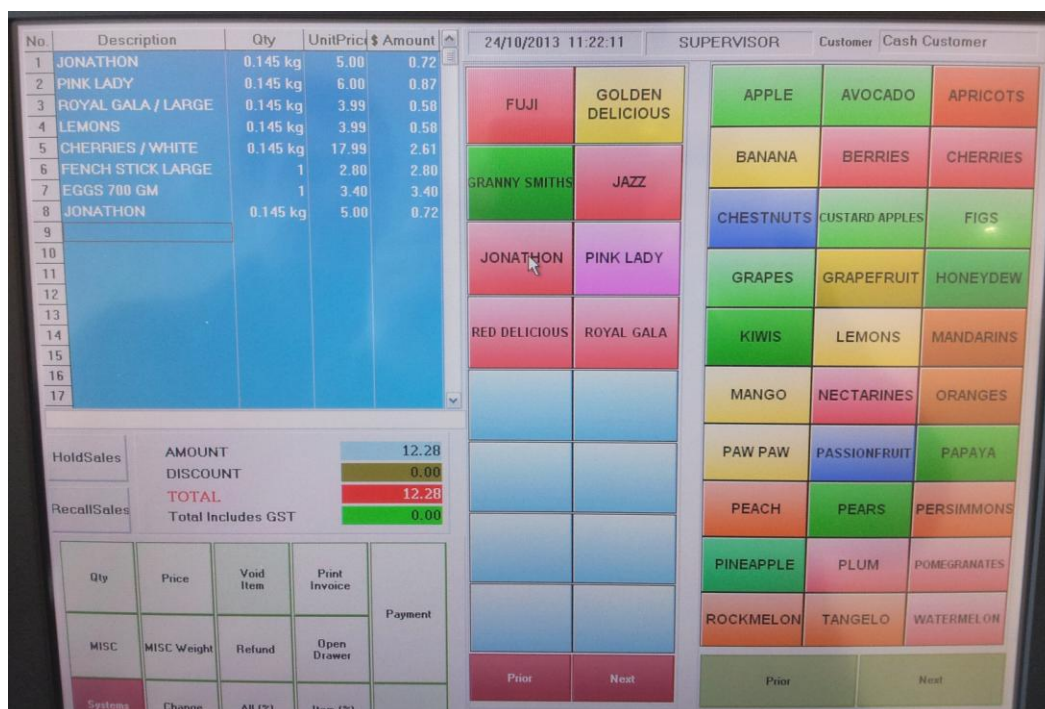 No. Description Qty UnitPric $ Amount
1 JONATHON 0.145 kg 5.00 0.72
2 PINK LADY 0.145 kg 6.00 0.87
3 ROYAL GALA / LARGE 0.145 kg 3.99 0.58
4 LEMONS 0.145 kg 3.99 0.58
5 CHERRIES / WHITE 0.145 kg 17.99 2.61
6 FENCH STICK LARGE 1 2.80 2.80
7 EGGS 700 GM 1 3.40 3.40
8 JONATHON 0.145 kg 5.00 0.72
9
10
11
12
13
14
15
16
17
HoldSales
RecallSales
AMOUNT 12.28
DISCOUNT 0.00
TOTAL 12.28
Total Includes GST 0.00
Qty Price Void Item Print Invoice
Payment
MISC MISC Weight Refund Open Drawer
Systems Change All (%) Item (%)
24/10/2013 11:22:11 SUPERVISOR Customer Cash Customer
FUJI GOLDEN DELICIOUS
GRANNY SMITHS JAZZ
JONATHON PINK LADY
RED DELICIOUS ROYAL GALA
Prior Next
APPLE AVOCADO APRICOTS
BANANA BERRIES CHERRIES
CHESTNUTS CUSTARD APPLES FIGS
GRAPES GRAPEFRUIT HONEYDEW
KIWIS LEMONS MANDARINS
MANGO NECTARINES ORANGES
PAW PAW PASSIONFRUIT PAPAYA
PEACH PEARS PERSIMMONS
PINEAPPLE PLUM POMEGRANATES
ROCKMELON TANGELO WATERMELON
Prior Next